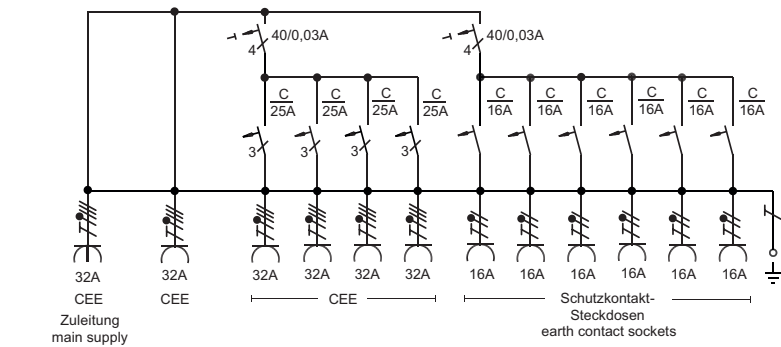 40/0,03A 40/0,03A
4 4
C C C C C C C C C C
25A 25A 25A 25A 16A 16A 16A 16A 16A 16A
3 3 3 3
32A 32A 32A 32A 32A 32A 16A 16A 16A 16A 16A 16A
CEE CEE CEE Schutzkontakt-
Zuleitung Steckdosen
main supply earth contact sockets